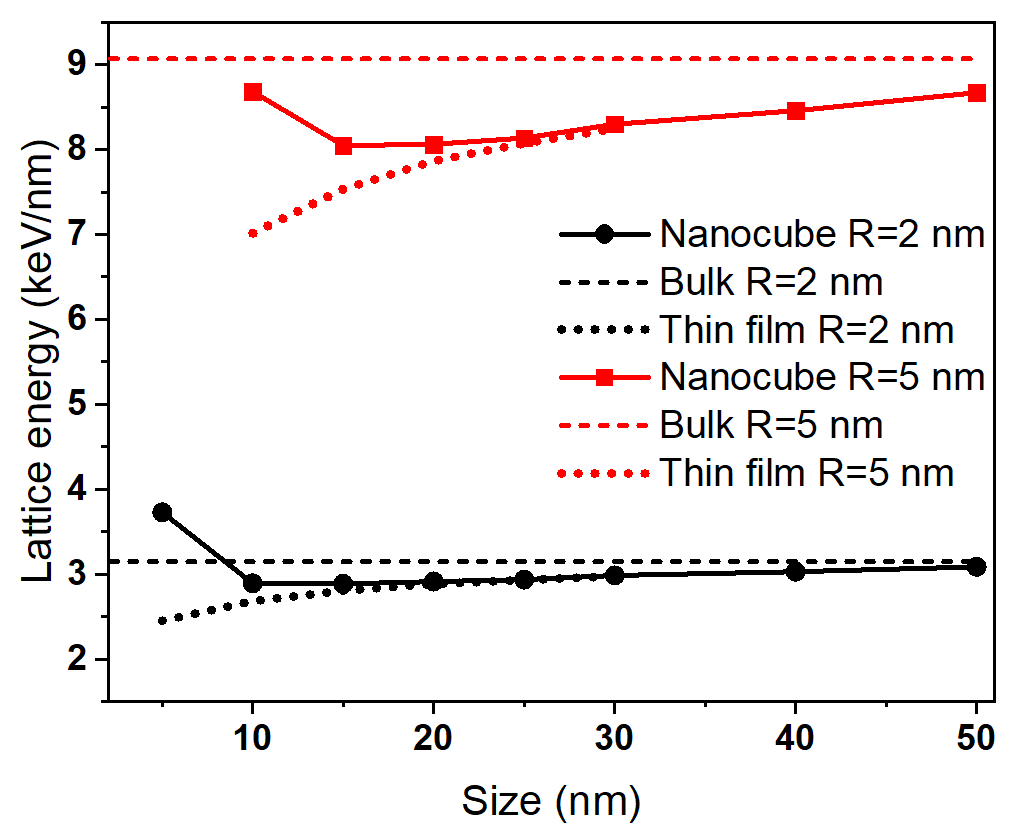 9
8
7
6
5
4
3
2
Lattice energy (keV/nm)
Nanocube R=2 nm
Bulk R=2 nm
Thin film R=2 nm
Nanocube R=5 nm
Bulk R=5 nm
Thin film R=5 nm
10 20 30 40 50
Size (nm)